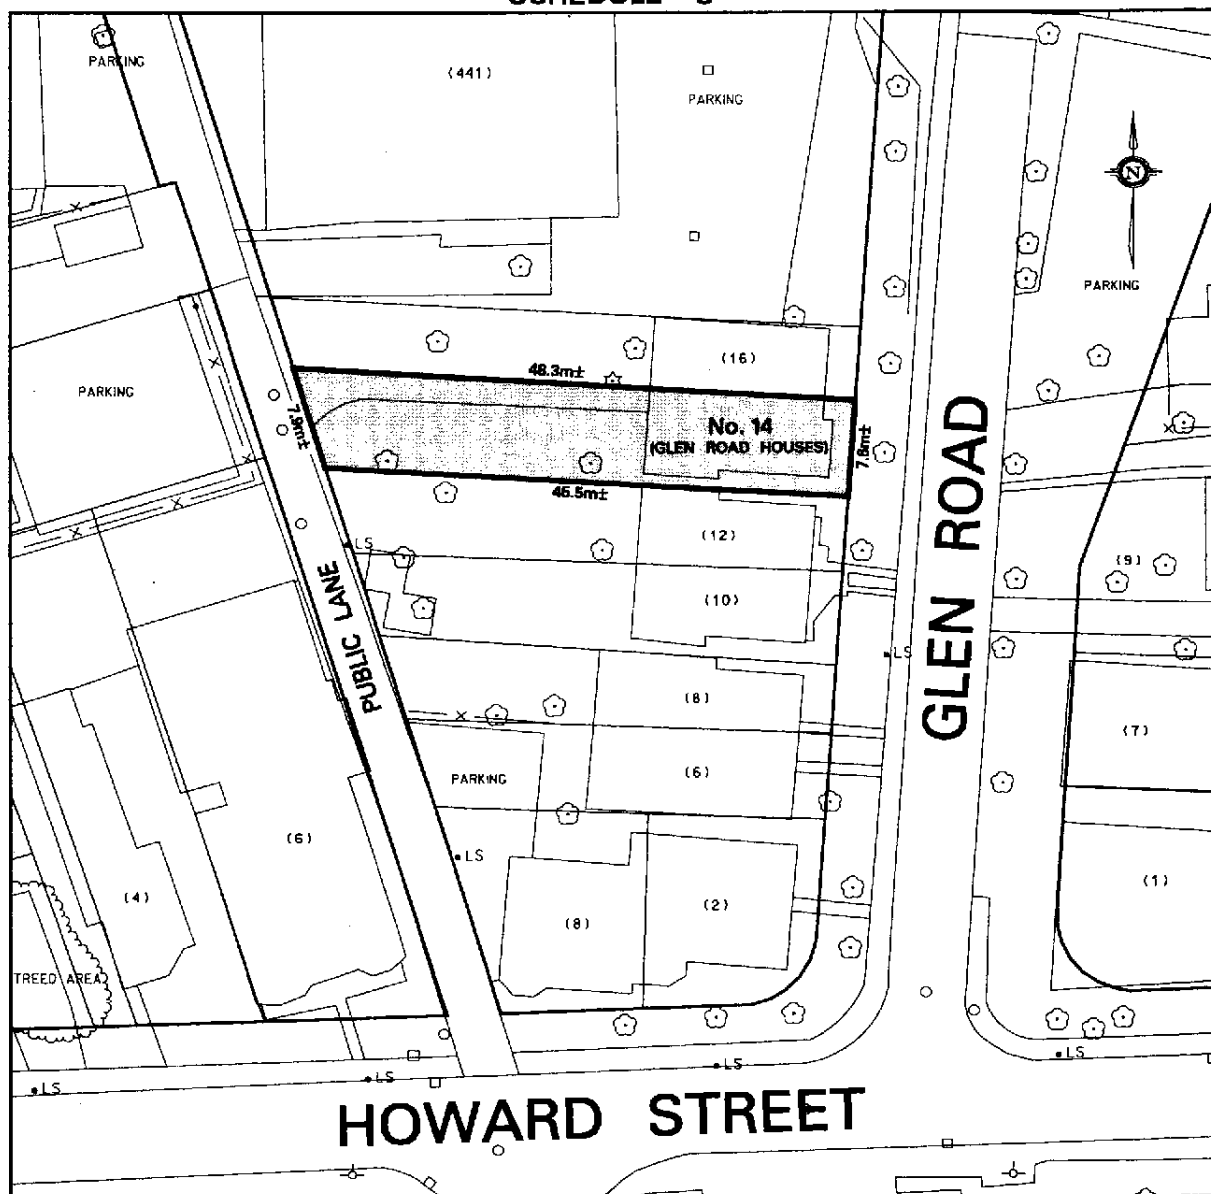 PARKING
(441)
PARKING
N
PARKING
(16)
48.3m±
PARKING
7.9m±
No. 14
(GLEN ROAD HOUSES)
7.6m±
45.5m±
GLEN ROAD
(12)
LS
PUBLIC LANE
(9)
(10)
LS
(8)
(7)
(6)
PARKING
(6)
LS
(4)
(8)
(2)
(1)
TREED AREA
LS
LS
LS
LS
HOWARD STREET